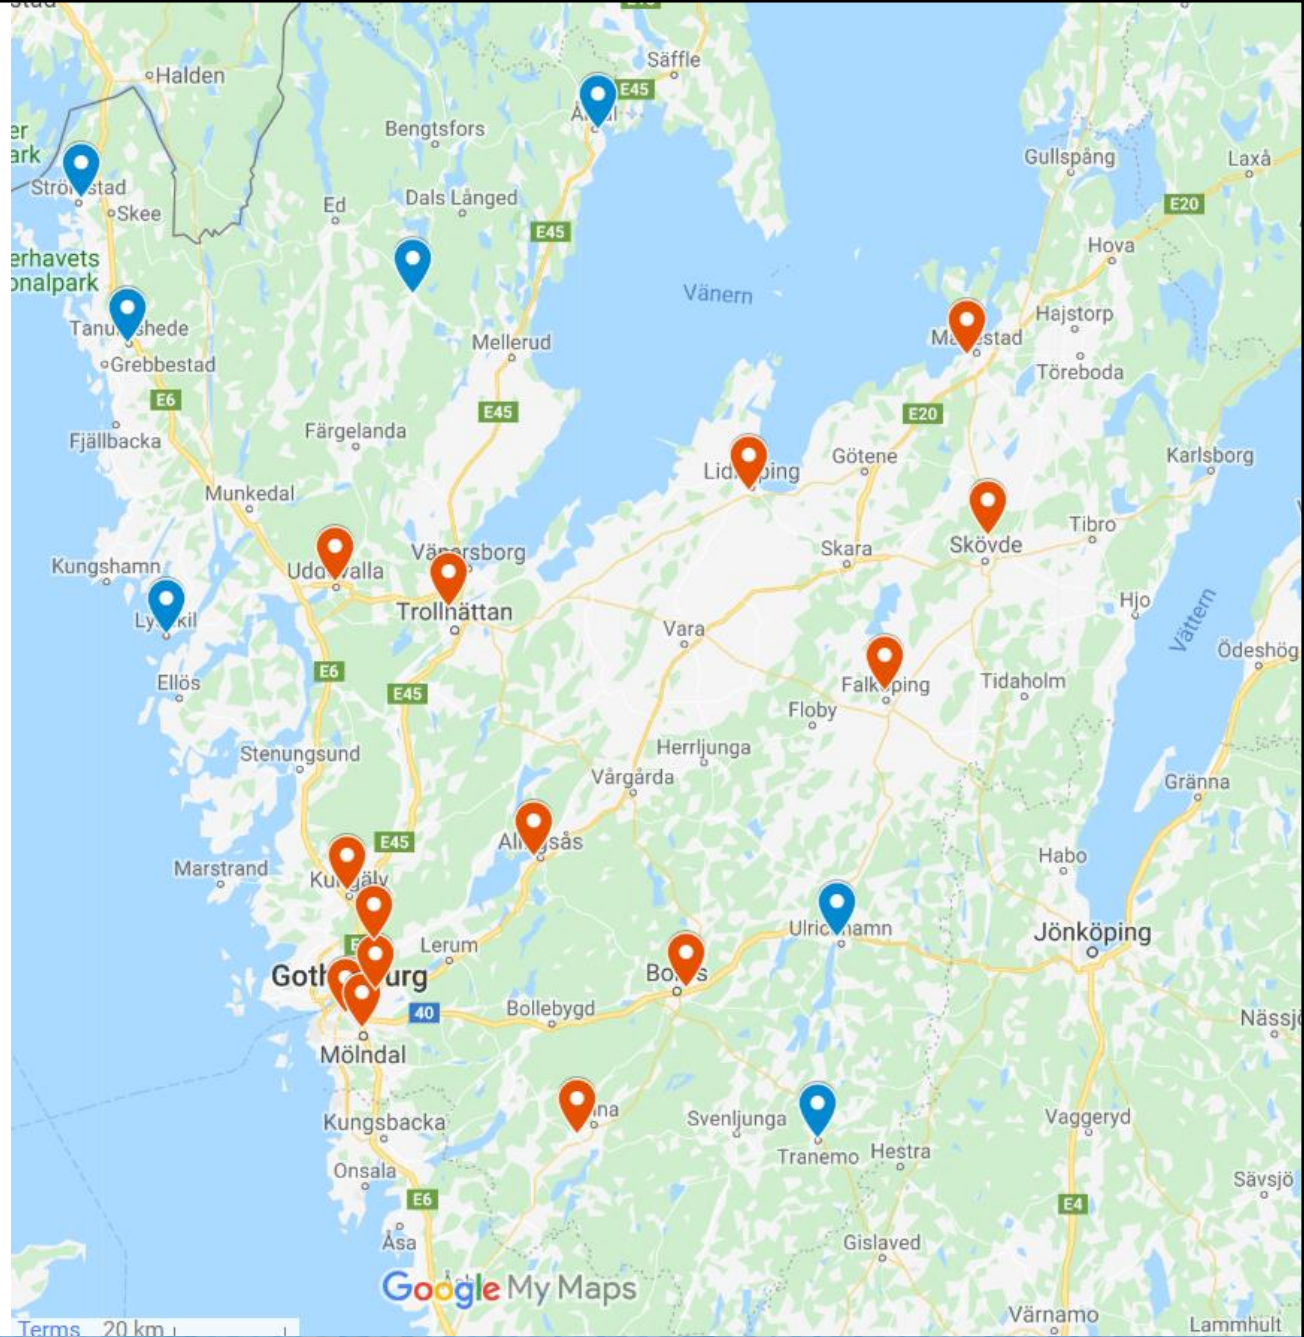 Säffle
Halden
E45
Bengtsfors
Gullspång
Laxå
Skee
Ed
Dals Långed
E20
E45
Hova
Vänern
Hajstorp
Mellerud
Grebbestad
Töreboda
E6
E45
E20
Fjällbacka
Färgelanda
Götene
Karlsborg
Munkedal
Tibro
Skövde
Skara
Kungshamn
Trollhättan
Hjo
Vättern
Vara
Ödeshög
E6
Ellös
E45
Tidaholm
Floby
Stenungsund
Herrljunga
Vårgårda
Gränna
E45
Marstrand
Habo
Lerum
Jönköping
40
Bollebygd
Mölndal
Kungsbacka
Svenljunga
Vaggeryd
Tranemo
Hestra
Onsala
Sävsjö
E6
E4
Åsa
Gislaved
Google My Maps
Värnamo
Lammhult
Terms 20 km